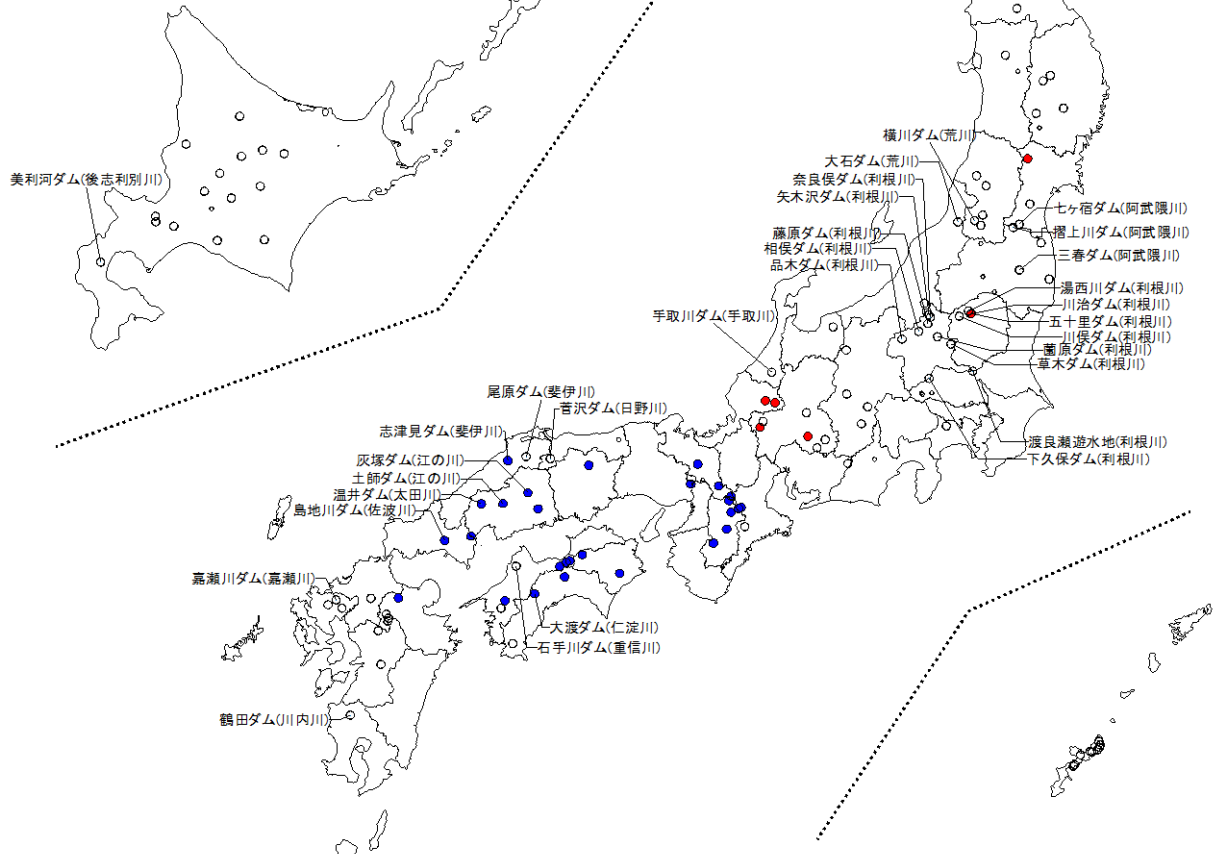 横川ダム(荒川)
大石ダム(荒川)
奈良俣ダム(利根川)
矢木沢ダム(利根川)
藤原ダム(利根川)
相俣ダム(利根川)
品木ダム(利根川)
手取川ダム(手取川)
美利河ダム(後志利別川)
七ヶ宿ダム(阿武隈川)
摺上川ダム(阿武隈川)
三春ダム(阿武隈川)
湯西川ダム(利根川)
川治ダム(利根川)
五十里ダム(利根川)
川俣ダム(利根川)
薗原ダム(利根川)
草木ダム(利根川)
渡良瀬遊水地(利根川)
下久保ダム(利根川)
尾原ダム(斐伊川)
菅沢ダム(日野川)
志津見ダム(斐伊川)
灰塚ダム(江の川)
土師ダム(江の川)
温井ダム(太田川)
島地川ダム(佐波川)
嘉瀬川ダム(嘉瀬川)
大渡ダム(仁淀川)
石手川ダム(重信川)
鶴田ダム(川内川)